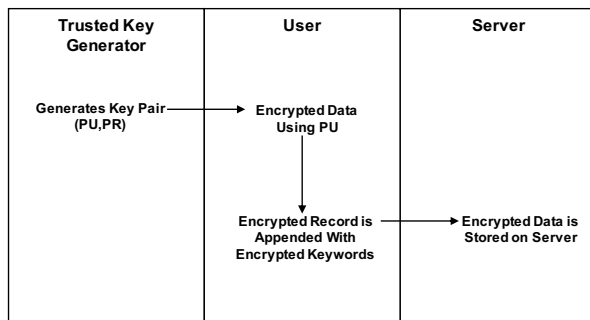 Trusted Key
Generator
User
Server
Generates Key Pair
(PU,PR)
Encrypted Data
Using PU
Encrypted Record is
Appended With
Encrypted Keywords
Encrypted Data is
Stored on Server